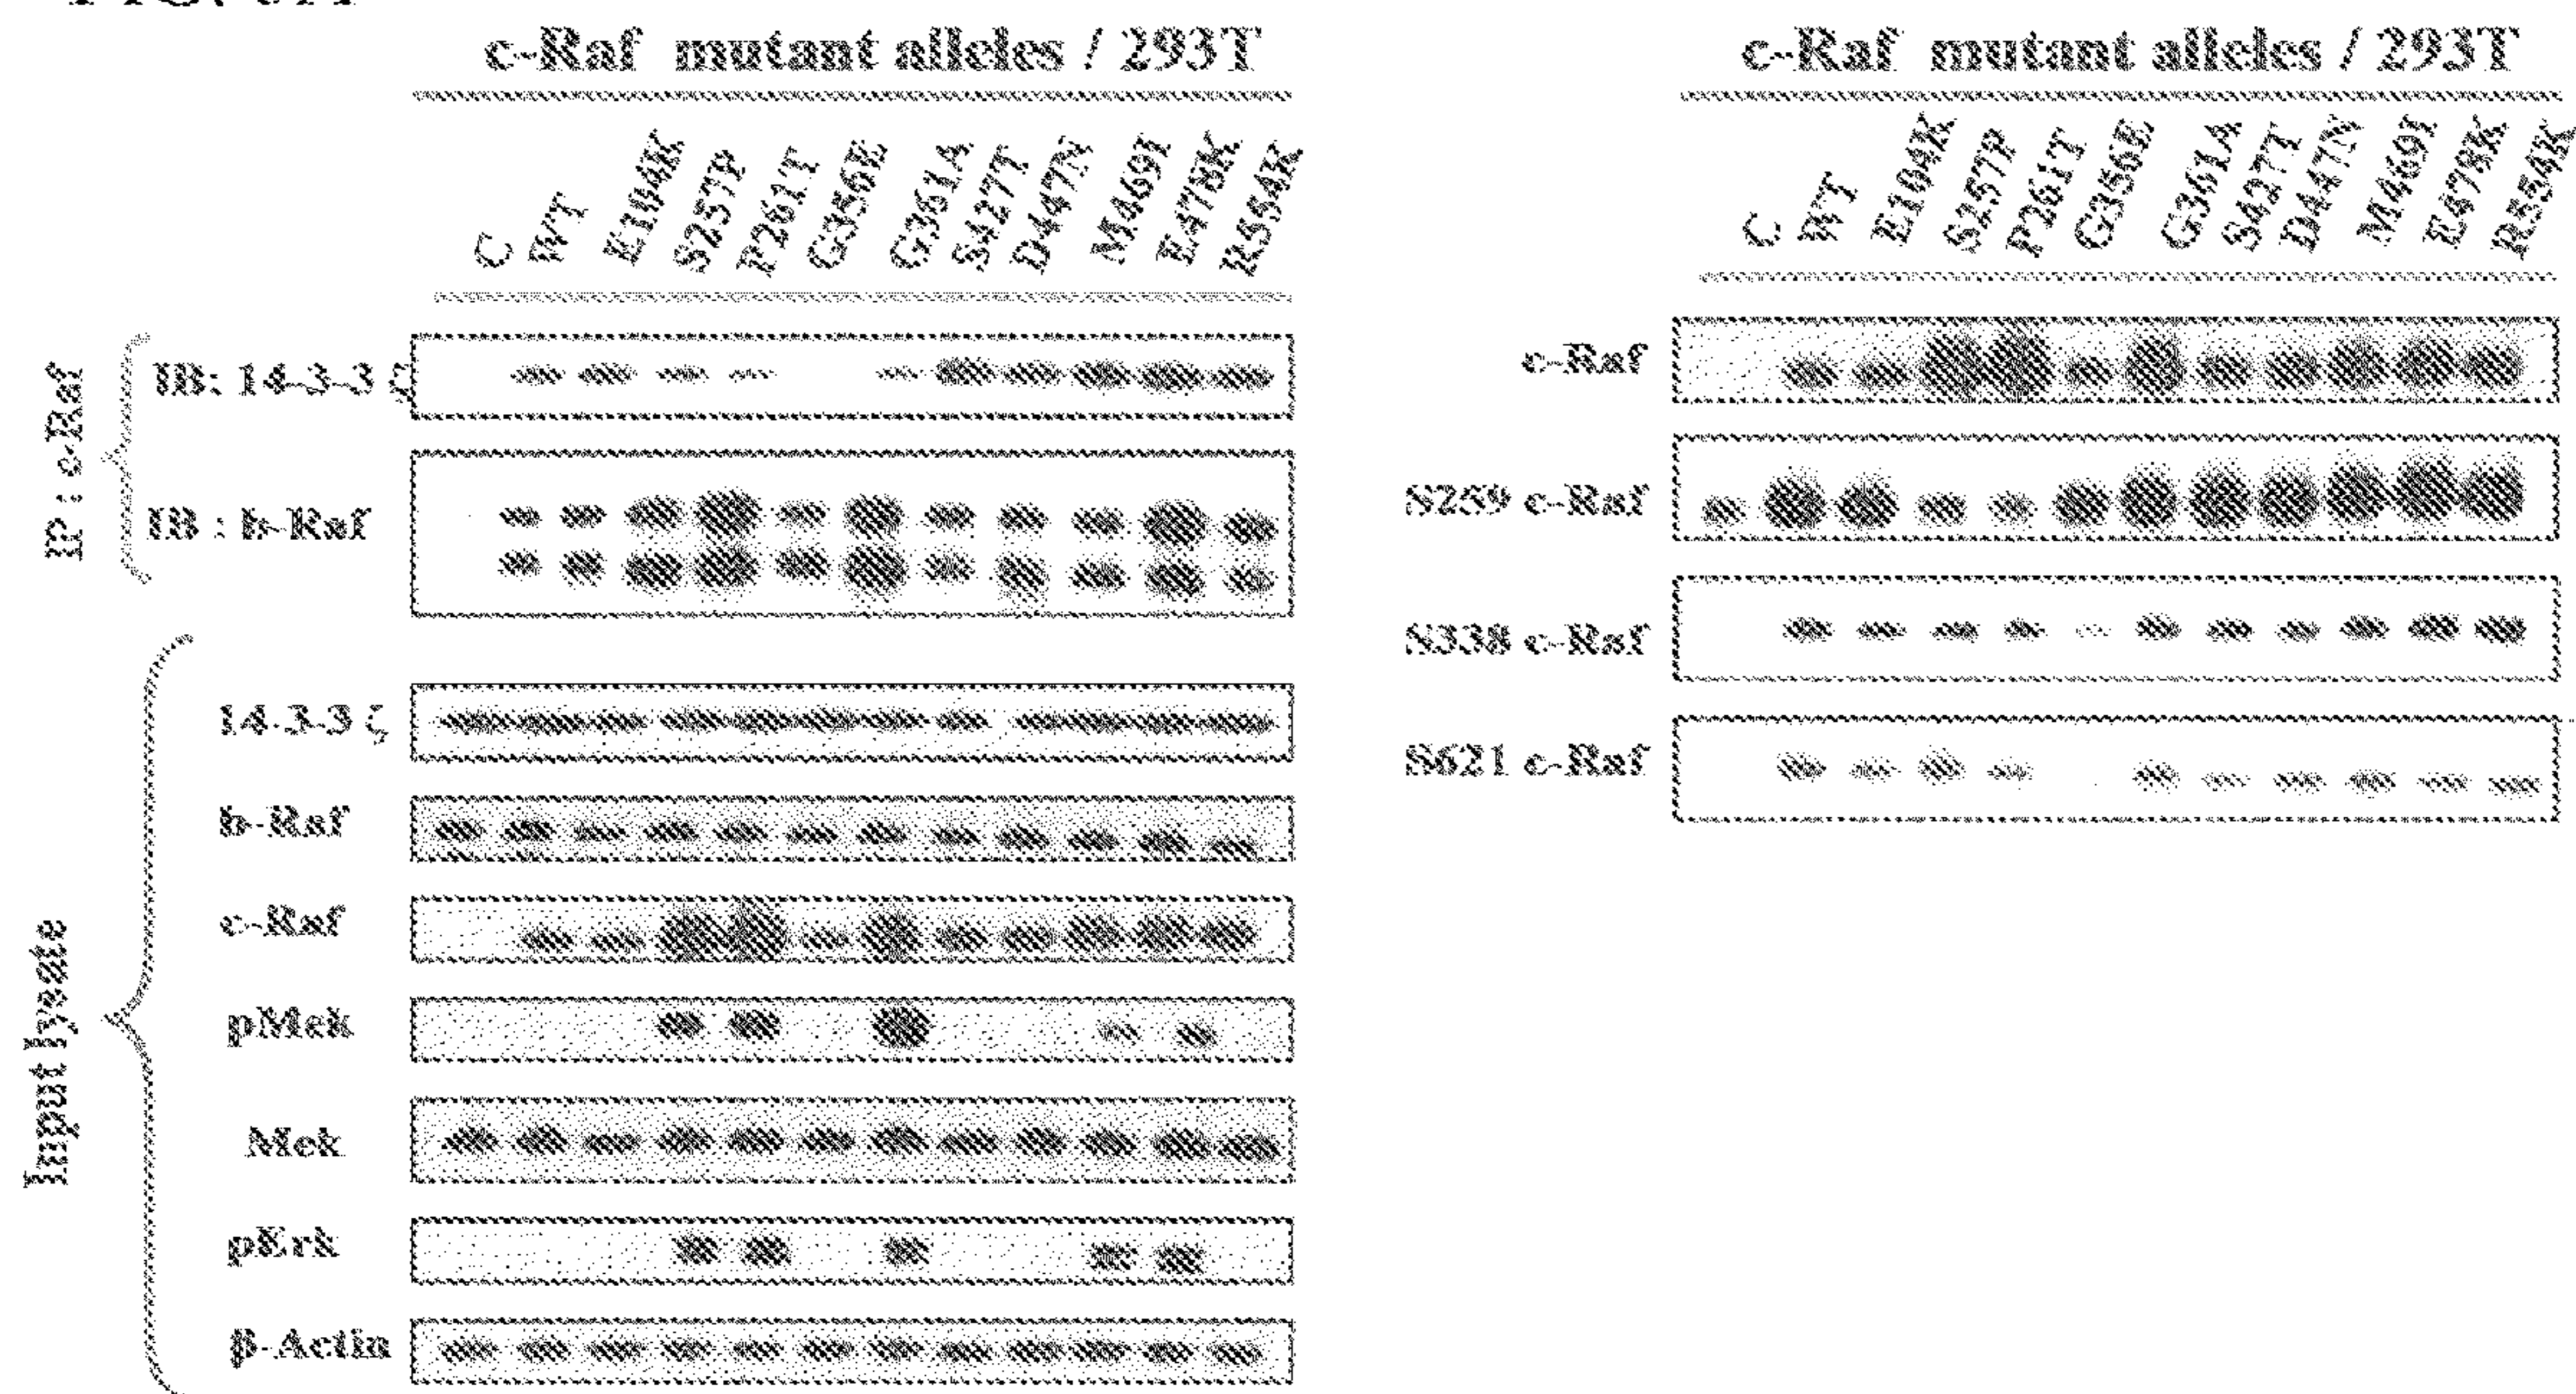 c-Raf mutant alleles / 293T
C WT E104K S257P P261T G356E G361A S427T D447N M469I E478K R554K
IP : c-Raf
IB: 14-3-3 ζ
IB : b-Raf
Input lysate
14-3-3 ζ
b-Raf
c-Raf
pMek
Mek
pErk
β-Actin
c-Raf mutant alleles / 293T
C WT E104K S257P P261T G356E G361A S427T D447N M469I E478K R554K
c-Raf
S259 c-Raf
S338 c-Raf
S621 c-Raf